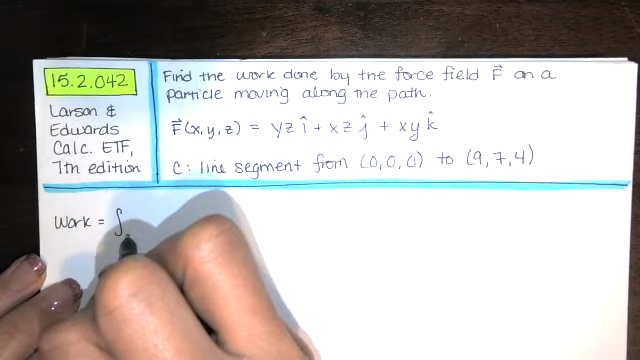 15.2.042
Larson &
Edwards
Calc. ETF,
7th edition
Find the work done by the force field F⃗ on a
particle moving along the path.
F⃗(x,y,z) = yz î + xz ĵ + xy k̂
C: line segment from (0,0,0) to (9,7,4)
Work = ∫